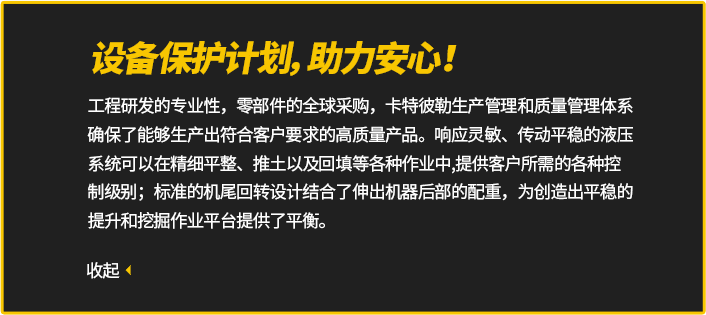 设备保护计划,助力安心！
工程研发的专业性，零部件的全球采购，卡特彼勒生产管理和质量管理体系
确保了能够生产出符合客户要求的高质量产品。响应灵敏、传动平稳的液压
系统可以在精细平整、推土以及回填等各种作业中,提供客户所需的各种控
制级别；标准的机尾回转设计结合了伸出机器后部的配重，为创造出平稳的
提升和挖掘作业平台提供了平衡。
收起